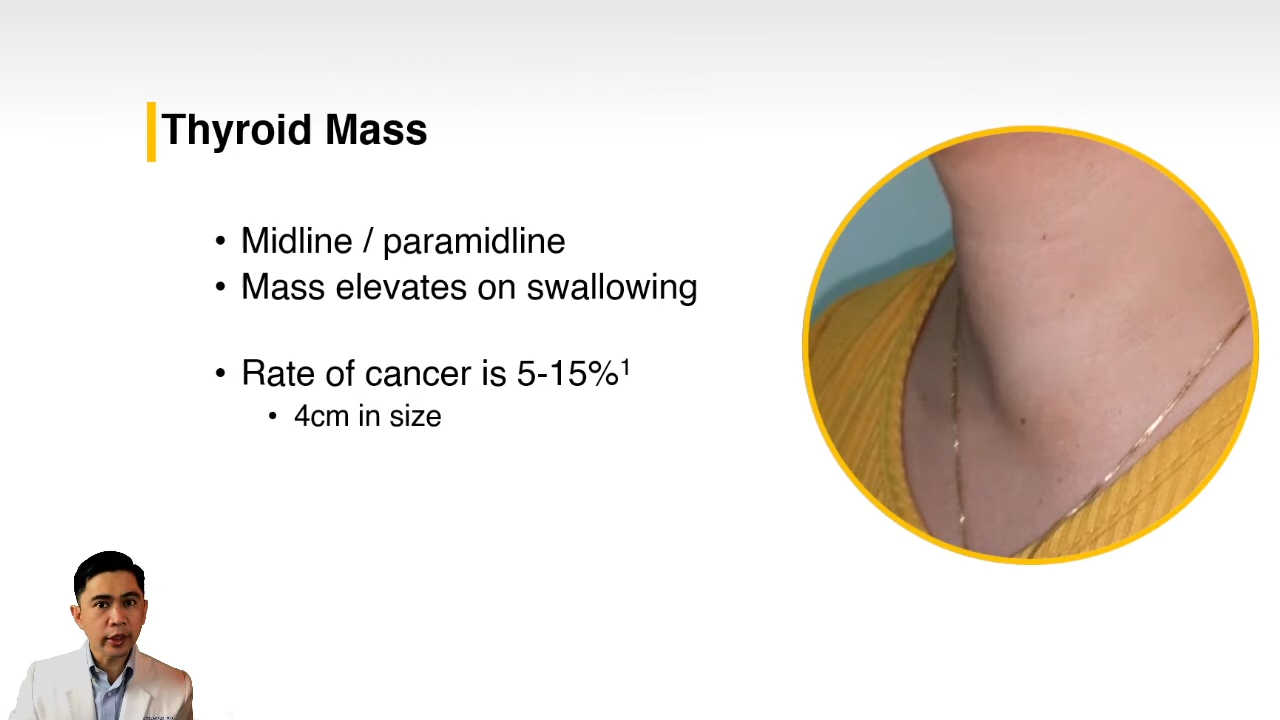 Thyroid Mass
• Midline / paramidline
• Mass elevates on swallowing
• Rate of cancer is 5-15%¹
• 4cm in size